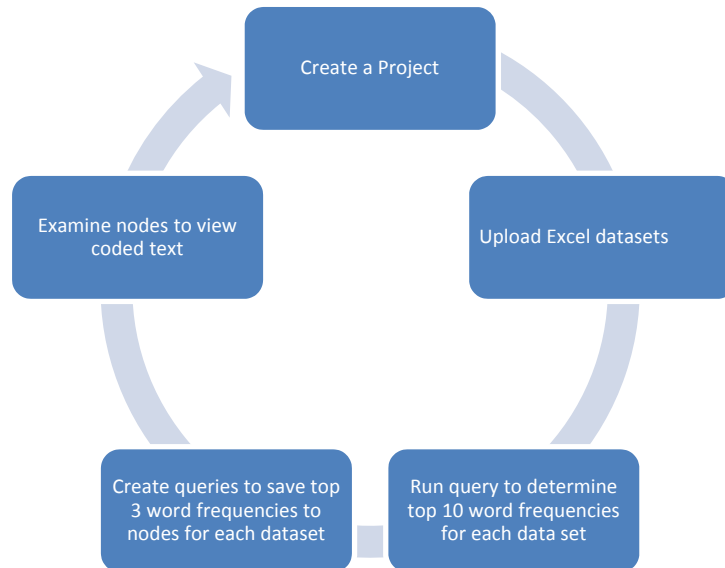 Create a Project
Upload Excel datasets
Run query to determine
top 10 word frequencies
for each data set
Create queries to save top
3 word frequencies to
nodes for each dataset
Examine nodes to view
coded text